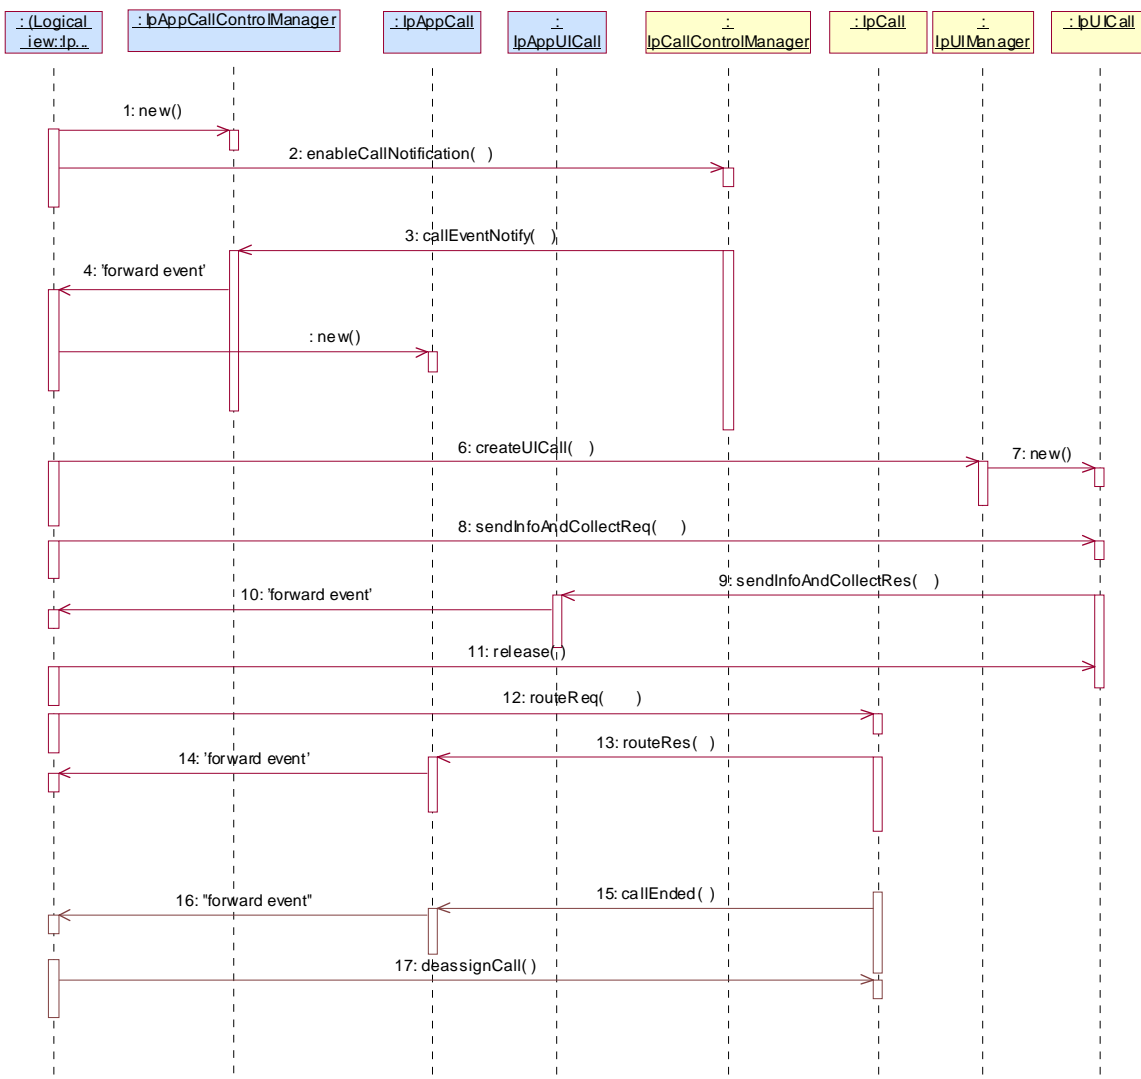 : (Logical
iew::Ip...
: IpAppCallControlManager
: IpAppCall
:
IpAppUICall
:
IpCallControlManager
: IpCall
:
IpUIManager
: IpUICall
1: new()
2: enableCallNotification( )
3: callEventNotify( )
4: 'forward event'
: new()
6: createUICall( )
7: new()
8: sendInfoAndCollectReq( )
9: sendInfoAndCollectRes( )
10: 'forward event'
11: release( )
12: routeReq( )
13: routeRes( )
14: 'forward event'
15: callEnded( )
16: "forward event"
17: deassignCall( )